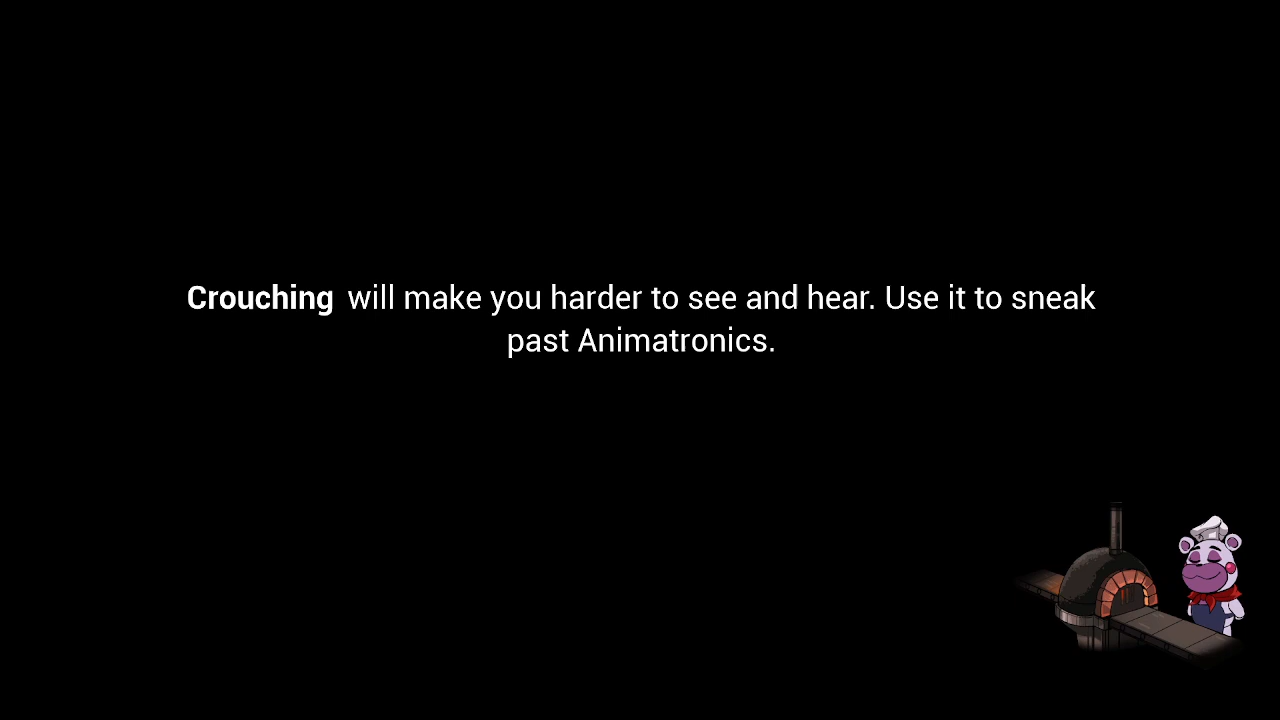 Crouching will make you harder to see and hear. Use it to sneak
past Animatronics.